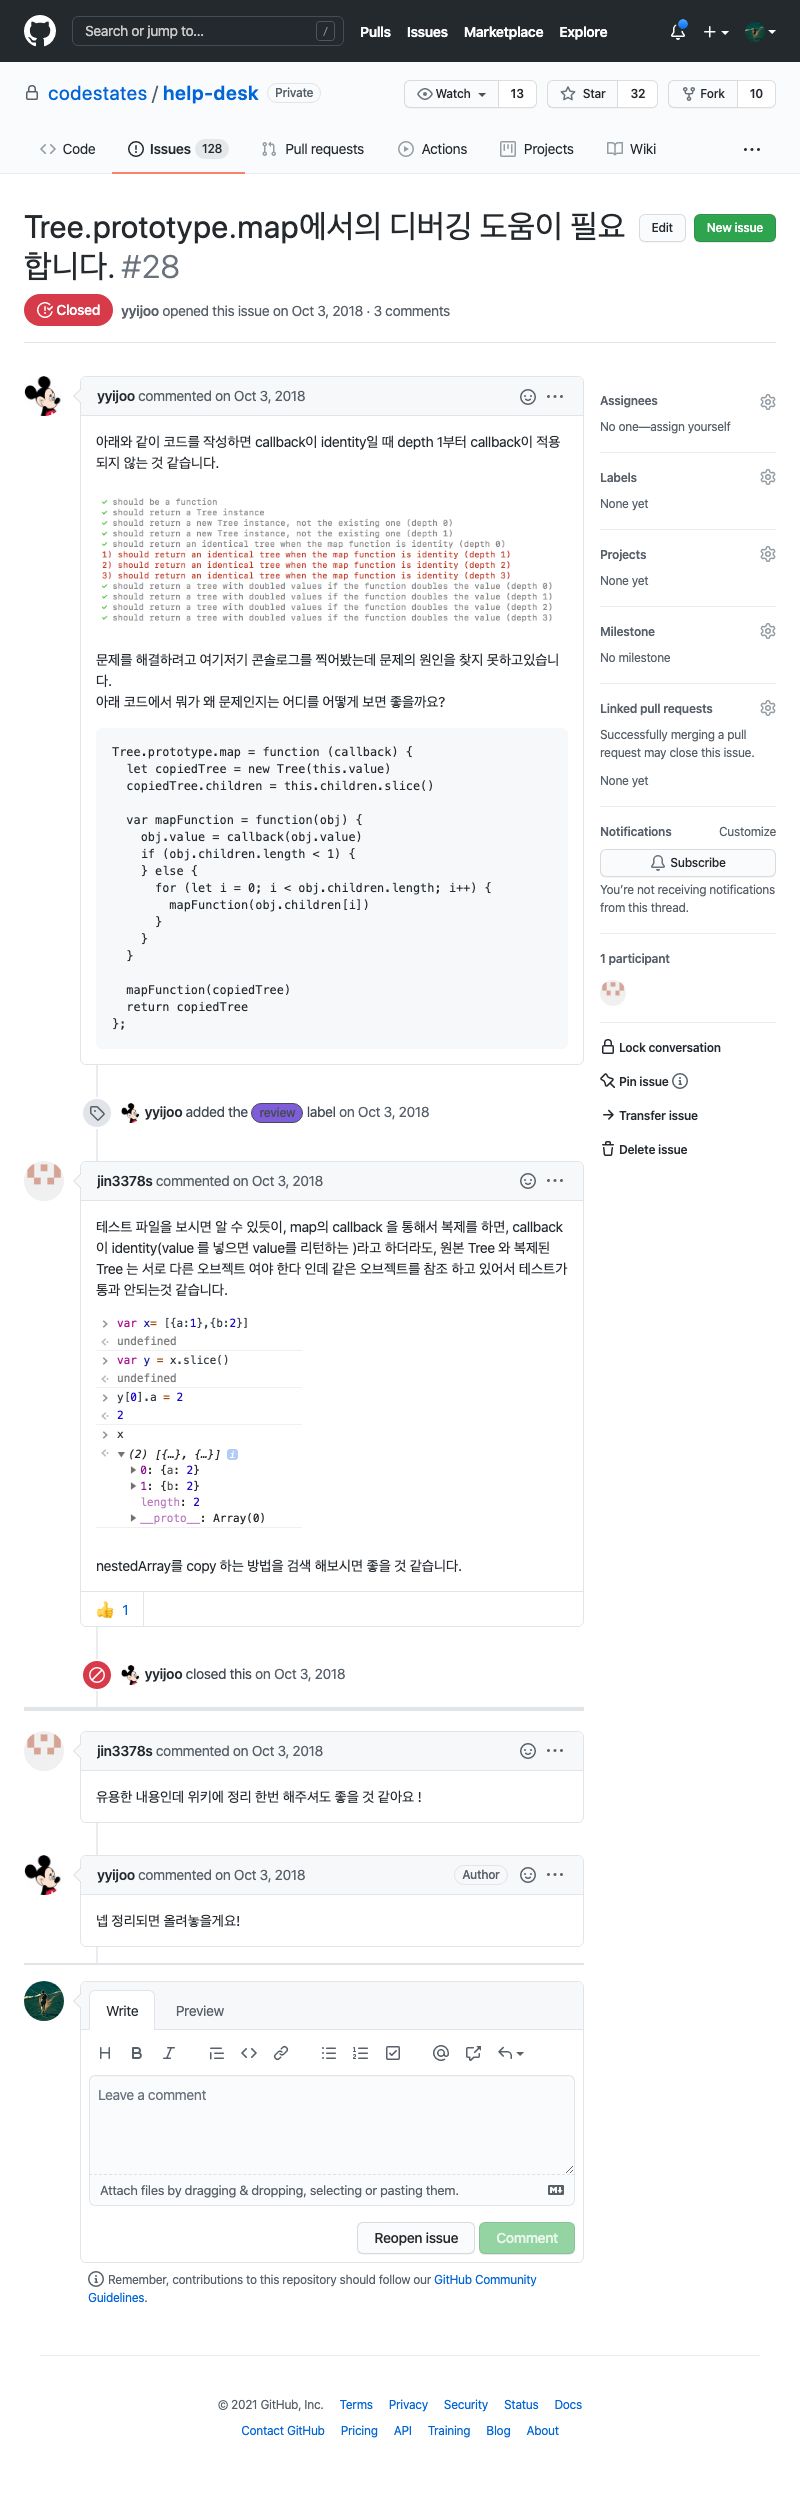 Search or jump to...
/
Pulls Issues Marketplace Explore
codestates / help-desk Private
Watch 13 Star 32 Fork 10
Code Issues 128 Pull requests Actions Projects Wiki
Tree.prototype.map에서의 디버깅 도움이 필요
합니다. #28
Edit New issue
Closed yyijoo opened this issue on Oct 3, 2018 · 3 comments
yyijoo commented on Oct 3, 2018
아래와 같이 코드를 작성하면 callback이 identity일 때 depth 1부터 callback이 적용
되지 않는 것 같습니다.
✓ should be a function
✓ should return a Tree instance
✓ should return a new Tree instance, not the existing one (depth 0)
✓ should return a new Tree instance, not the existing one (depth 1)
✓ should return an identical tree when the map function is identity (depth 0)
1) should return an identical tree when the map function is identity (depth 1)
2) should return an identical tree when the map function is identity (depth 2)
3) should return an identical tree when the map function is identity (depth 3)
✓ should return a tree with doubled values if the function doubles the value (depth 0)
✓ should return a tree with doubled values if the function doubles the value (depth 1)
✓ should return a tree with doubled values if the function doubles the value (depth 2)
✓ should return a tree with doubled values if the function doubles the value (depth 3)
문제를 해결하려고 여기저기 콘솔로그를 찍어봤는데 문제의 원인을 찾지 못하고있습니
다.
아래 코드에서 뭐가 왜 문제인지는 어디를 어떻게 보면 좋을까요?
Tree.prototype.map = function (callback) {
  let copiedTree = new Tree(this.value)
  copiedTree.children = this.children.slice()
  var mapFunction = function(obj) {
    obj.value = callback(obj.value)
    if (obj.children.length < 1) {
    } else {
      for (let i = 0; i < obj.children.length; i++) {
        mapFunction(obj.children[i])
      }
    }
  }
  mapFunction(copiedTree)
  return copiedTree
};
yyijoo added the review label on Oct 3, 2018
jin3378s commented on Oct 3, 2018
테스트 파일을 보시면 알 수 있듯이, map의 callback 을 통해서 복제를 하면, callback
이 identity(value 를 넣으면 value를 리턴하는 )라고 하더라도, 원본 Tree 와 복제된
Tree 는 서로 다른 오브젝트 여야 한다 인데 같은 오브젝트를 참조 하고 있어서 테스트가
통과 안되는것 같습니다.
> var x= [{a:1},{b:2}]
undefined
> var y = x.slice()
undefined
> y[0].a = 2
2
> x
(2) [{…}, {…}] i
0: {a: 2}
1: {b: 2}
length: 2
__proto__: Array(0)
nestedArray를 copy 하는 방법을 검색 해보시면 좋을 것 같습니다.
👍 1
yyijoo closed this on Oct 3, 2018
jin3378s commented on Oct 3, 2018
유용한 내용인데 위키에 정리 한번 해주셔도 좋을 것 같아요 !
yyijoo commented on Oct 3, 2018 Author
넵 정리되면 올려놓을게요!
Write Preview
Leave a comment
Attach files by dragging & dropping, selecting or pasting them.
Reopen issue Comment
Remember, contributions to this repository should follow our GitHub Community
Guidelines.
Assignees
No one—assign yourself
Labels
None yet
Projects
None yet
Milestone
No milestone
Linked pull requests
Successfully merging a pull
request may close this issue.
None yet
Notifications Customize
Subscribe
You're not receiving notifications
from this thread.
1 participant
Lock conversation
Pin issue
Transfer issue
Delete issue
© 2021 GitHub, Inc. Terms Privacy Security Status Docs
Contact GitHub Pricing API Training Blog About